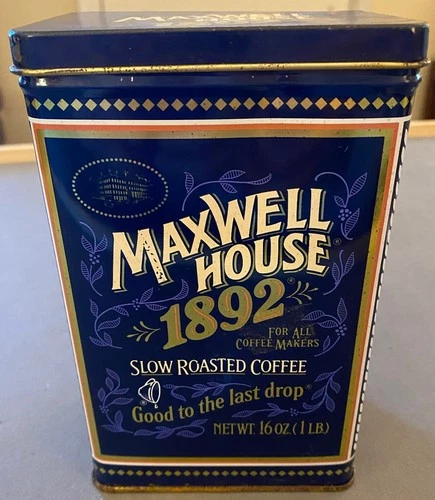 MAXWELL
HOUSE®
1892®
FOR ALL
COFFEE MAKERS
SLOW ROASTED COFFEE
Good to the last drop®
NET WT. 16 OZ. (1 LB.)